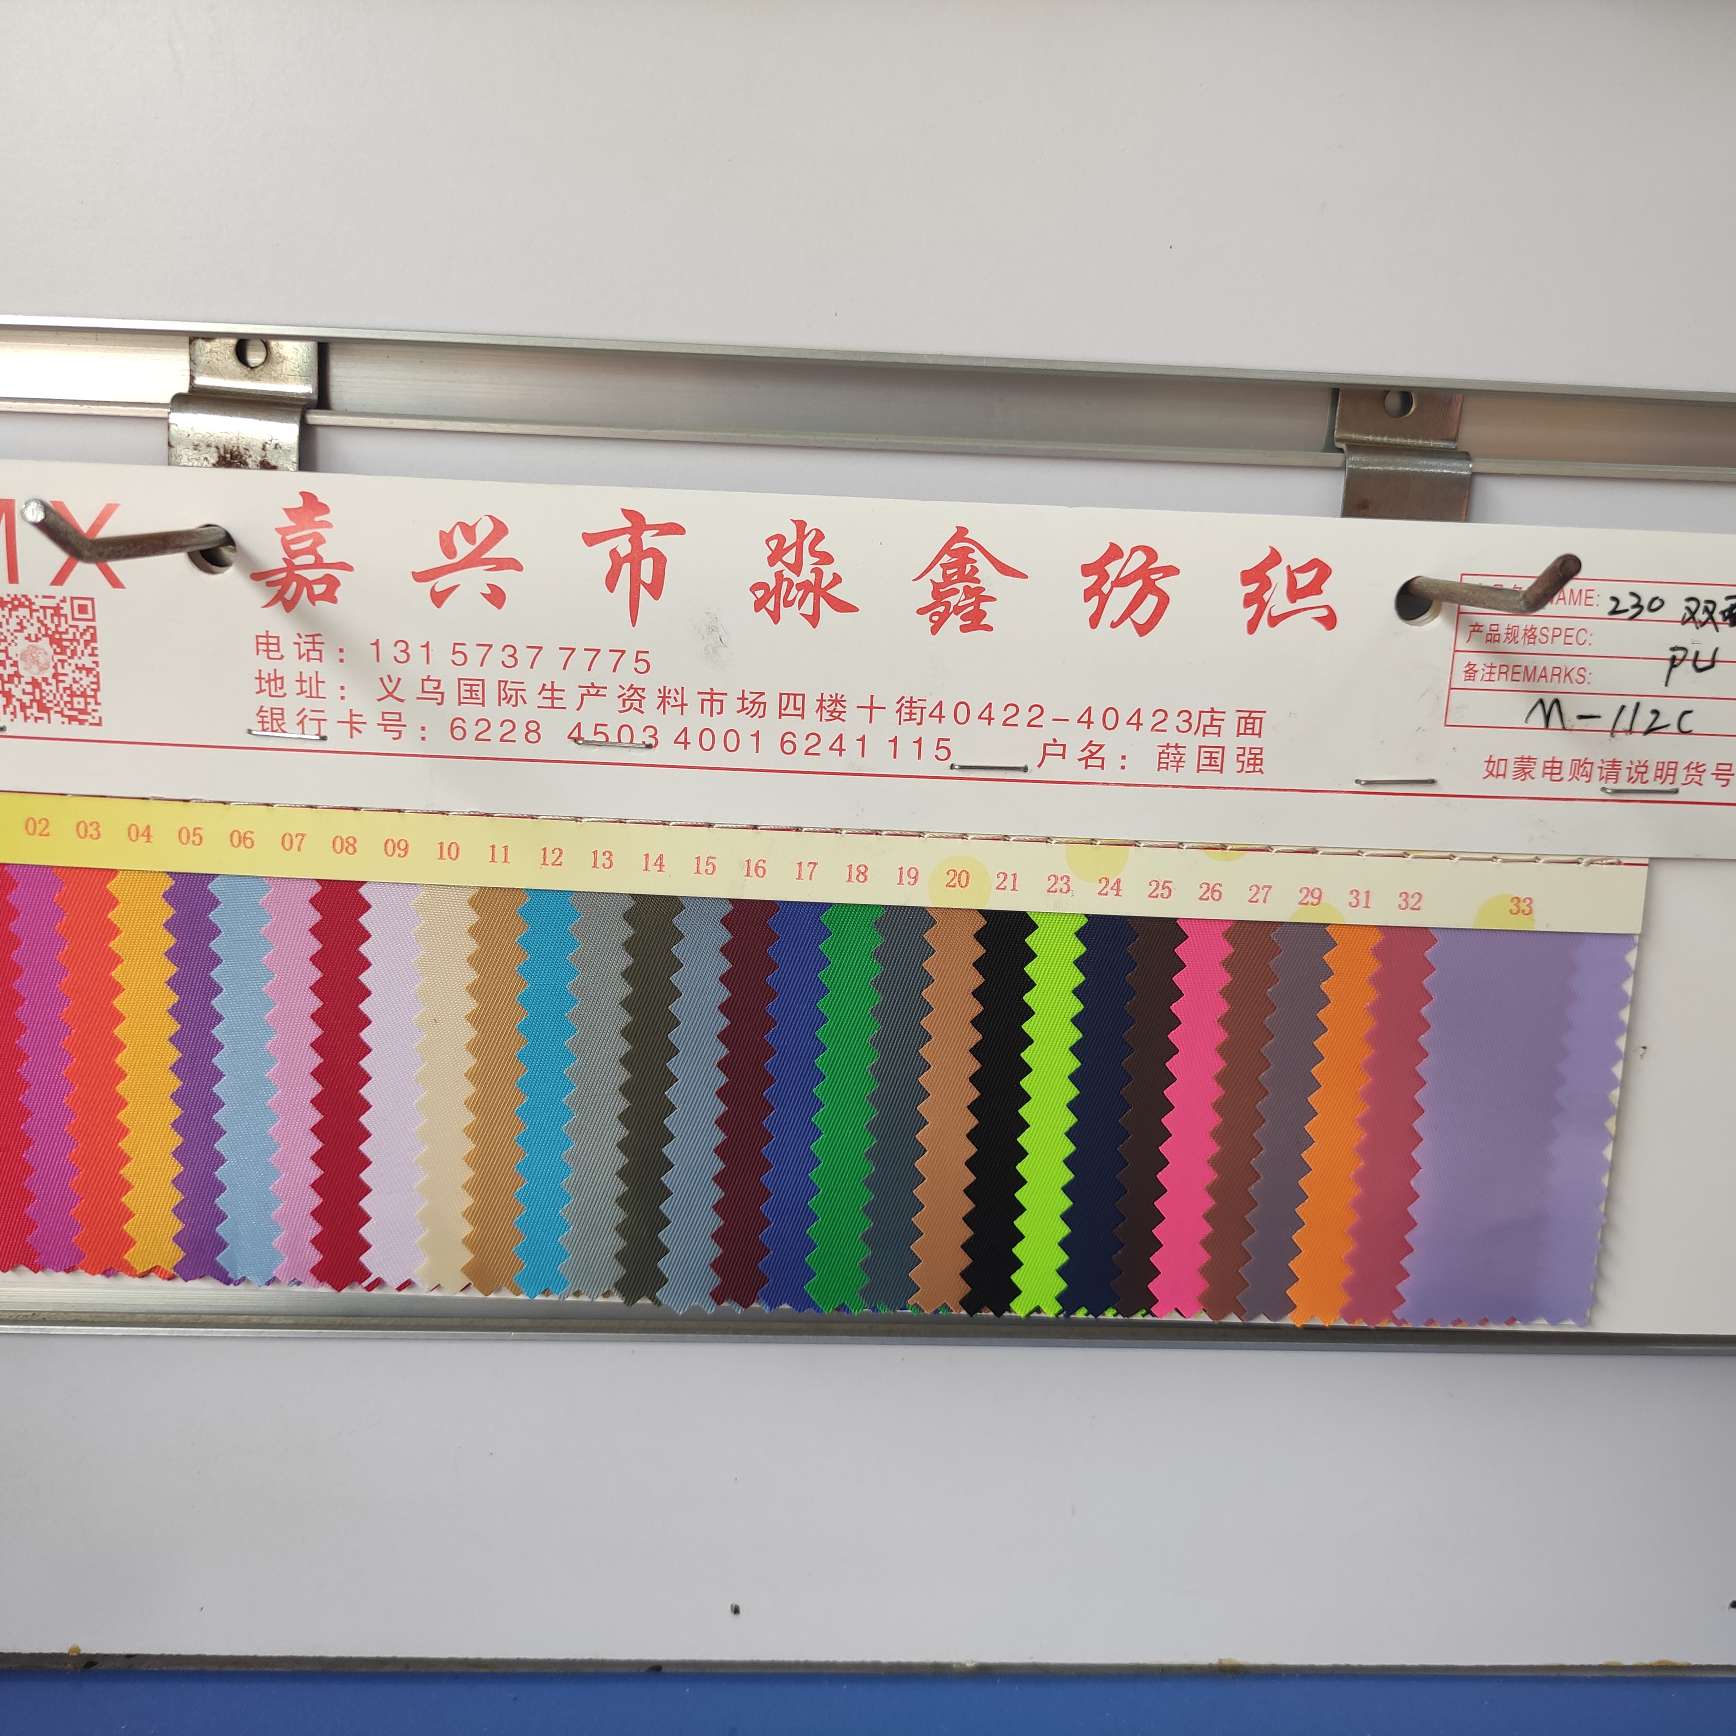 MX
嘉兴市淼鑫纺织
电话：131 5737 7775
地址：义乌国际生产资料市场四楼十街40422-40423店面
银行卡号：6228 4503 4001 6241 115 户名：薛国强
NAME: 230 双
产品规格SPEC: PU
备注REMARKS:
M-112C
如蒙电购请说明货号
02 03 04 05 06 07 08 09 10 11 12 13 14 15 16 17 18 19 20 21 23 24 25 26 27 29 31 32 33